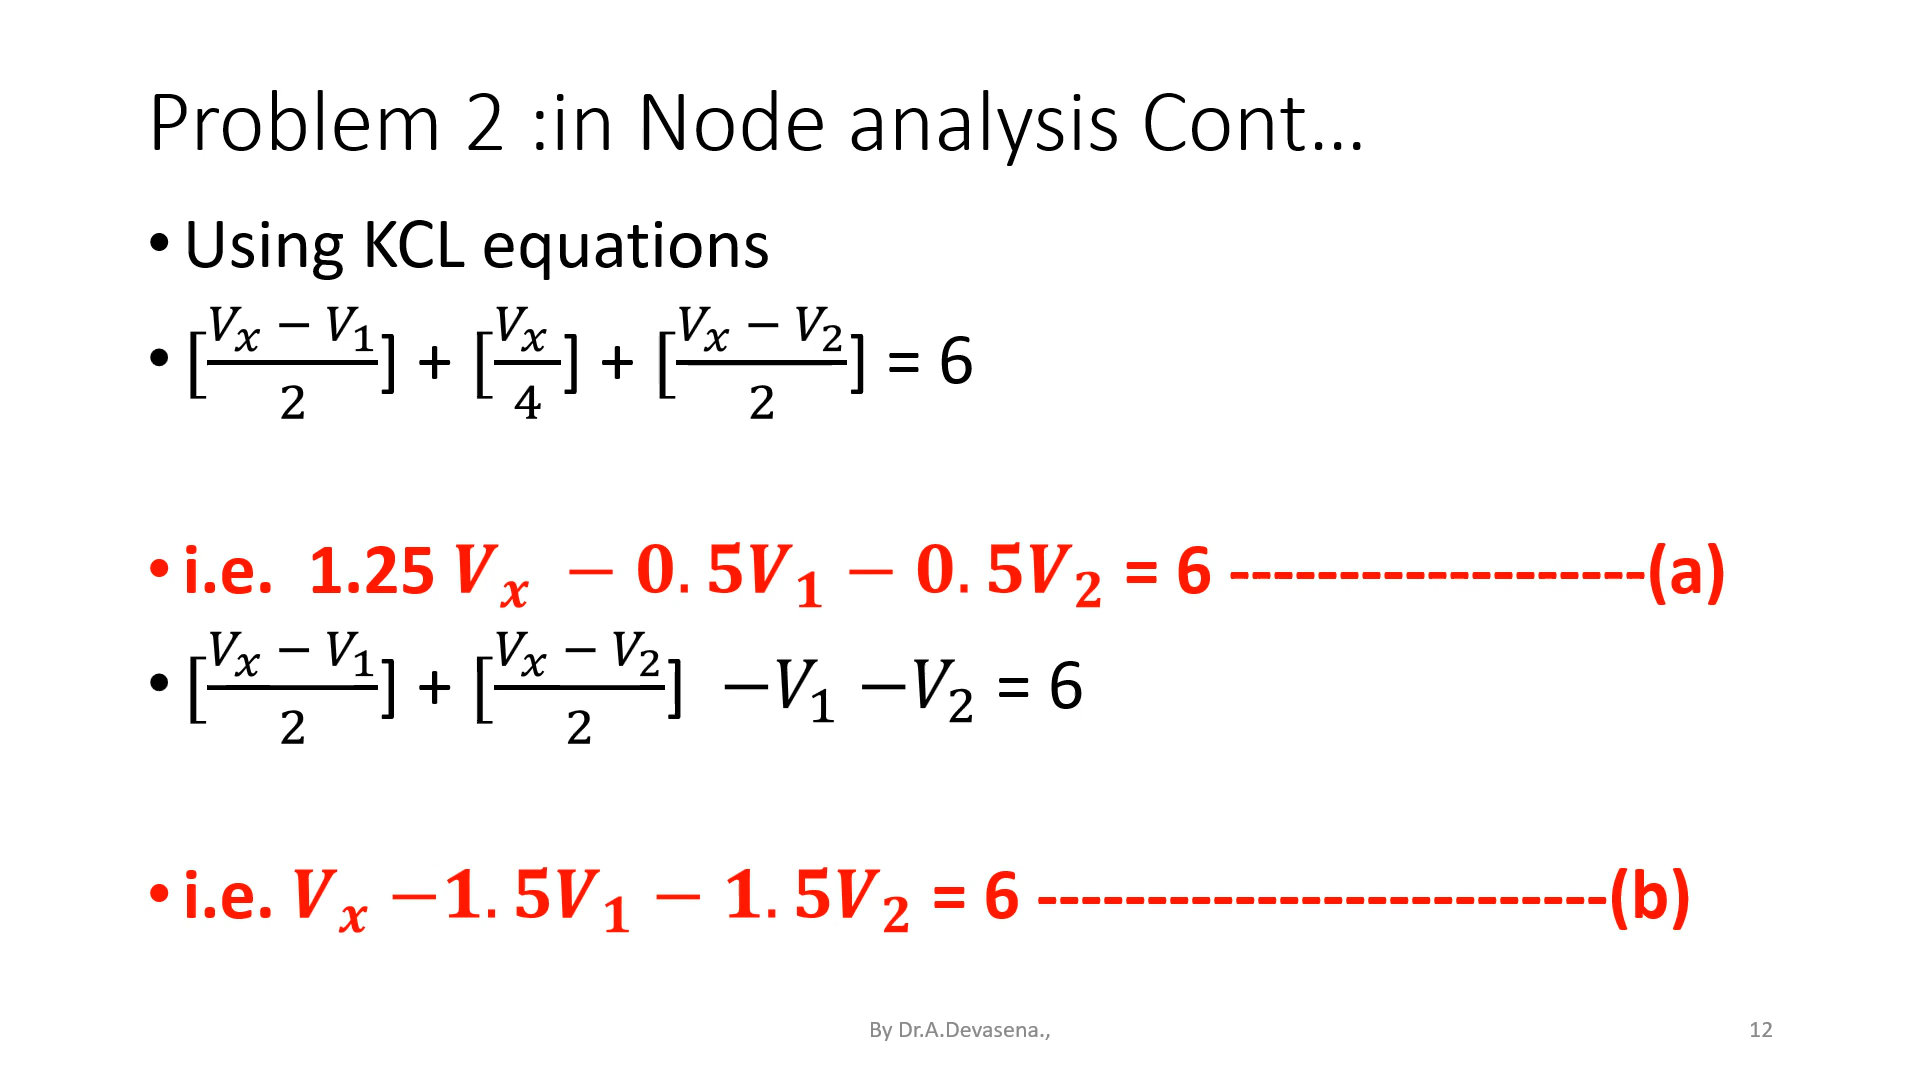 Problem 2 :in Node analysis Cont...
• Using KCL equations
• [(Vₓ − V₁)/2] + [Vₓ/4] + [(Vₓ − V₂)/2] = 6
• i.e. 1.25 Vₓ − 0.5V₁ − 0.5V₂ = 6 -------------------(a)
• [(Vₓ − V₁)/2] + [(Vₓ − V₂)/2] −V₁ −V₂ = 6
• i.e. Vₓ −1.5V₁ − 1.5V₂ = 6 --------------------------(b)
By Dr.A.Devasena.,
12